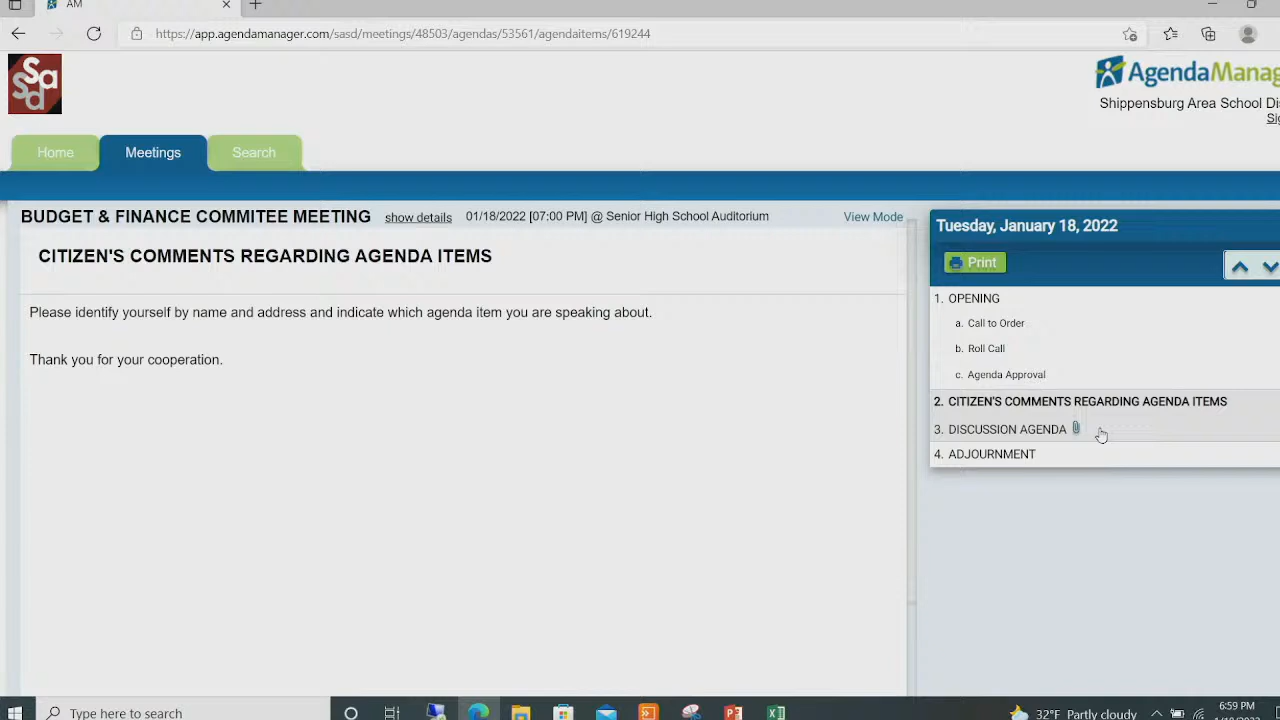 AM
https://app.agendamanager.com/sasd/meetings/48503/agendas/53561/agendaitems/619244
Sa
Sd
AgendaManag
Shippensburg Area School Di
Sig
Home
Meetings
Search
BUDGET & FINANCE COMMITEE MEETING show details 01/18/2022 [07:00 PM] @ Senior High School Auditorium View Mode
CITIZEN'S COMMENTS REGARDING AGENDA ITEMS
Please identify yourself by name and address and indicate which agenda item you are speaking about.
Thank you for your cooperation.
Tuesday, January 18, 2022
Print
1. OPENING
a. Call to Order
b. Roll Call
c. Agenda Approval
2. CITIZEN'S COMMENTS REGARDING AGENDA ITEMS
3. DISCUSSION AGENDA
4. ADJOURNMENT
Type here to search
32°F Partly cloudy
6:59 PM